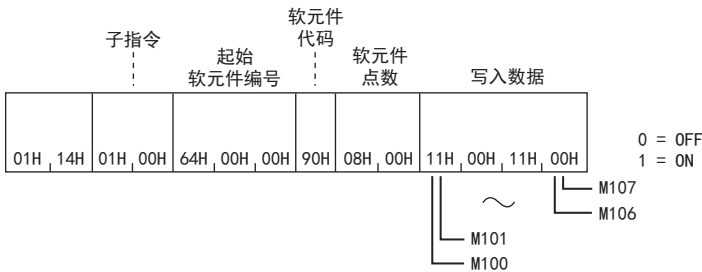 子指令
起始
软元件编号
软元件
代码
软元件
点数
写入数据
01H 14H 01H 00H 64H 00H 00H 90H 08H 00H 11H 00H 11H 00H
0 = OFF
1 = ON
M107
M106
M101
M100